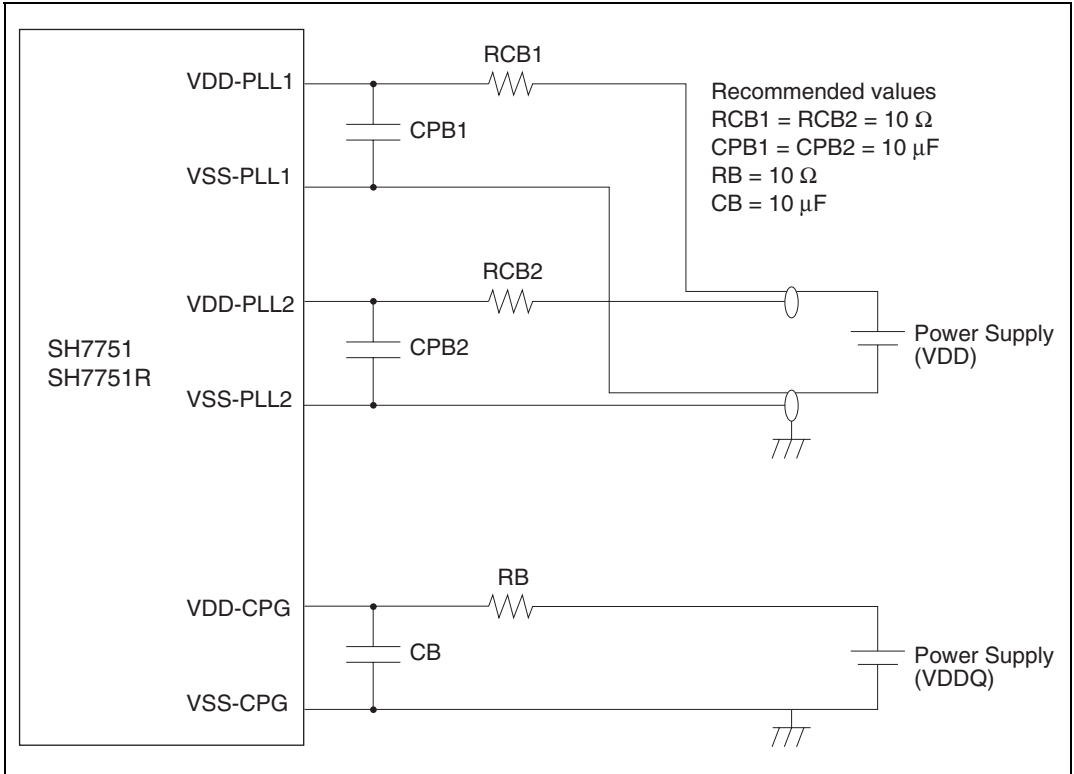 RCB1
VDD-PLL1
CPB1
VSS-PLL1
Recommended values
RCB1 = RCB2 = 10 Ω
CPB1 = CPB2 = 10 μF
RB = 10 Ω
CB = 10 μF
RCB2
VDD-PLL2
CPB2
VSS-PLL2
SH7751
SH7751R
Power Supply
(VDD)
RB
VDD-CPG
CB
VSS-CPG
Power Supply
(VDDQ)